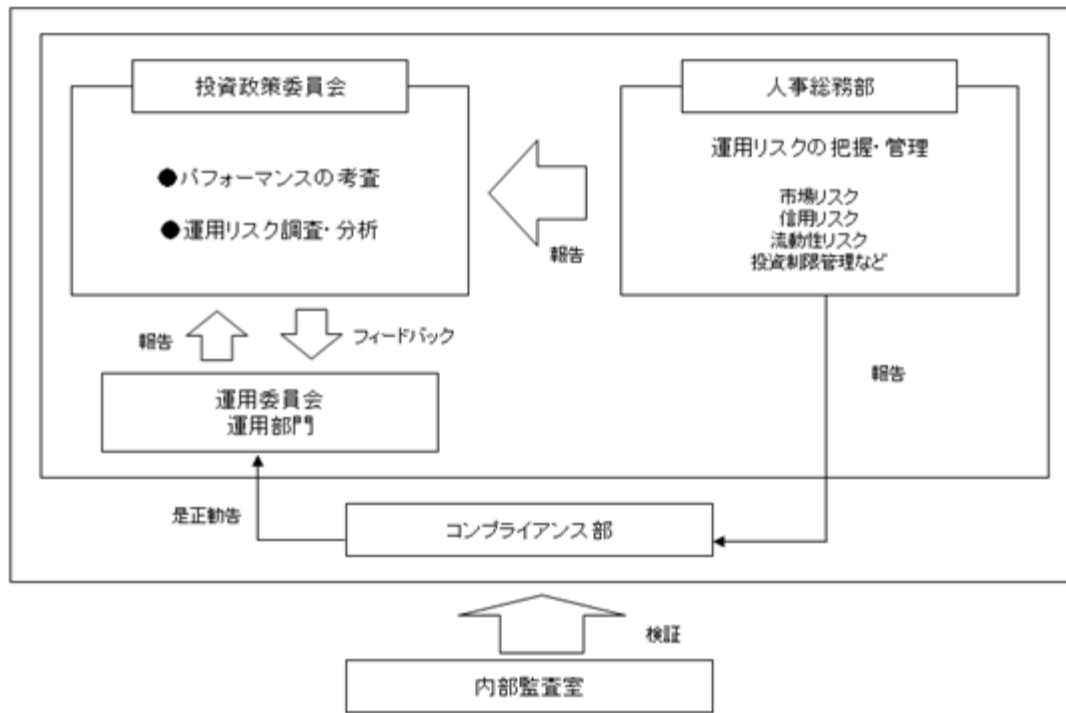 投資政策委員会
●パフォーマンスの考査
●運用リスク調査・分析
人事総務部
運用リスクの把握・管理
市場リスク
信用リスク
流動性リスク
投資制限管理など
報告
報告
フィードバック
報告
運用委員会
運用部門
是正勧告
コンプライアンス部
検証
内部監査室